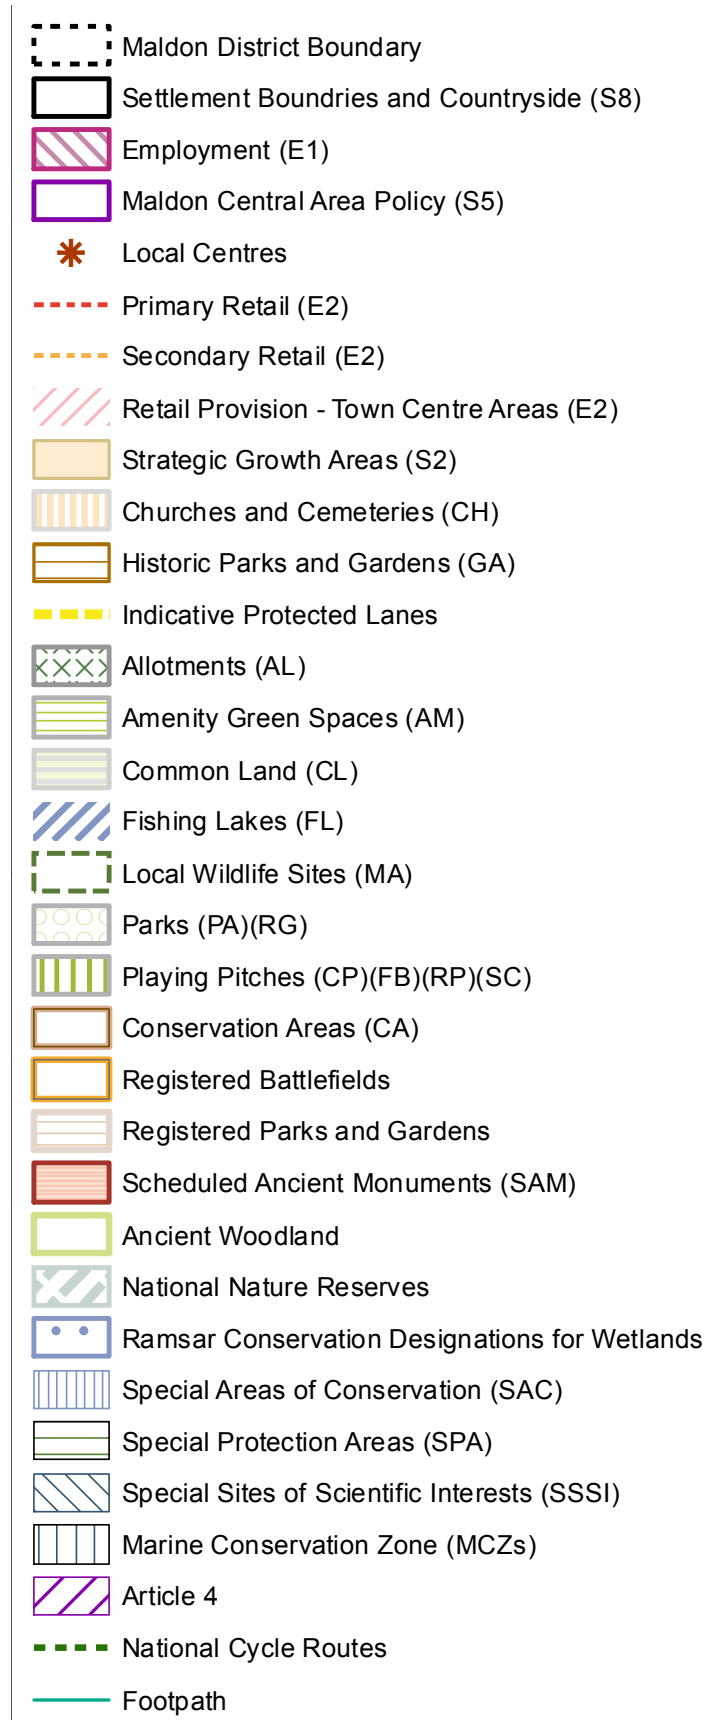 Maldon District Boundary
Settlement Boundries and Countryside (S8)
Employment (E1)
Maldon Central Area Policy (S5)
Local Centres
Primary Retail (E2)
Secondary Retail (E2)
Retail Provision - Town Centre Areas (E2)
Strategic Growth Areas (S2)
Churches and Cemeteries (CH)
Historic Parks and Gardens (GA)
Indicative Protected Lanes
Allotments (AL)
Amenity Green Spaces (AM)
Common Land (CL)
Fishing Lakes (FL)
Local Wildlife Sites (MA)
Parks (PA)(RG)
Playing Pitches (CP)(FB)(RP)(SC)
Conservation Areas (CA)
Registered Battlefields
Registered Parks and Gardens
Scheduled Ancient Monuments (SAM)
Ancient Woodland
National Nature Reserves
Ramsar Conservation Designations for Wetlands
Special Areas of Conservation (SAC)
Special Protection Areas (SPA)
Special Sites of Scientific Interests (SSSI)
Marine Conservation Zone (MCZs)
Article 4
National Cycle Routes
Footpath